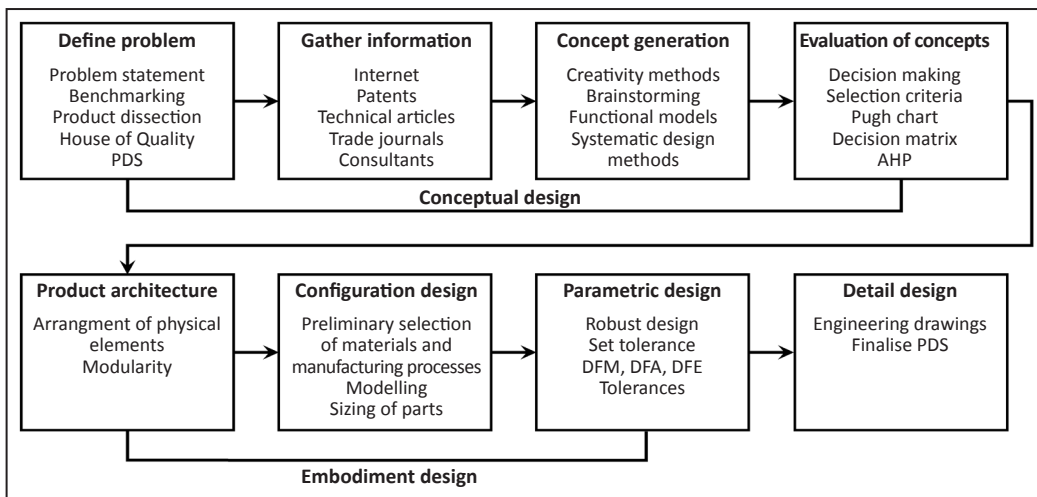 Define problem
Problem statement
Benchmarking
Product dissection
House of Quality
PDS
Gather information
Internet
Patents
Technical articles
Trade journals
Consultants
Concept generation
Creativity methods
Brainstorming
Functional models
Systematic design
methods
Evaluation of concepts
Decision making
Selection criteria
Pugh chart
Decision matrix
AHP
Conceptual design
Product architecture
Arrangment of physical
elements
Modularity
Configuration design
Preliminary selection
of materials and
manufacturing processes
Modelling
Sizing of parts
Parametric design
Robust design
Set tolerance
DFM, DFA, DFE
Tolerances
Detail design
Engineering drawings
Finalise PDS
Embodiment design